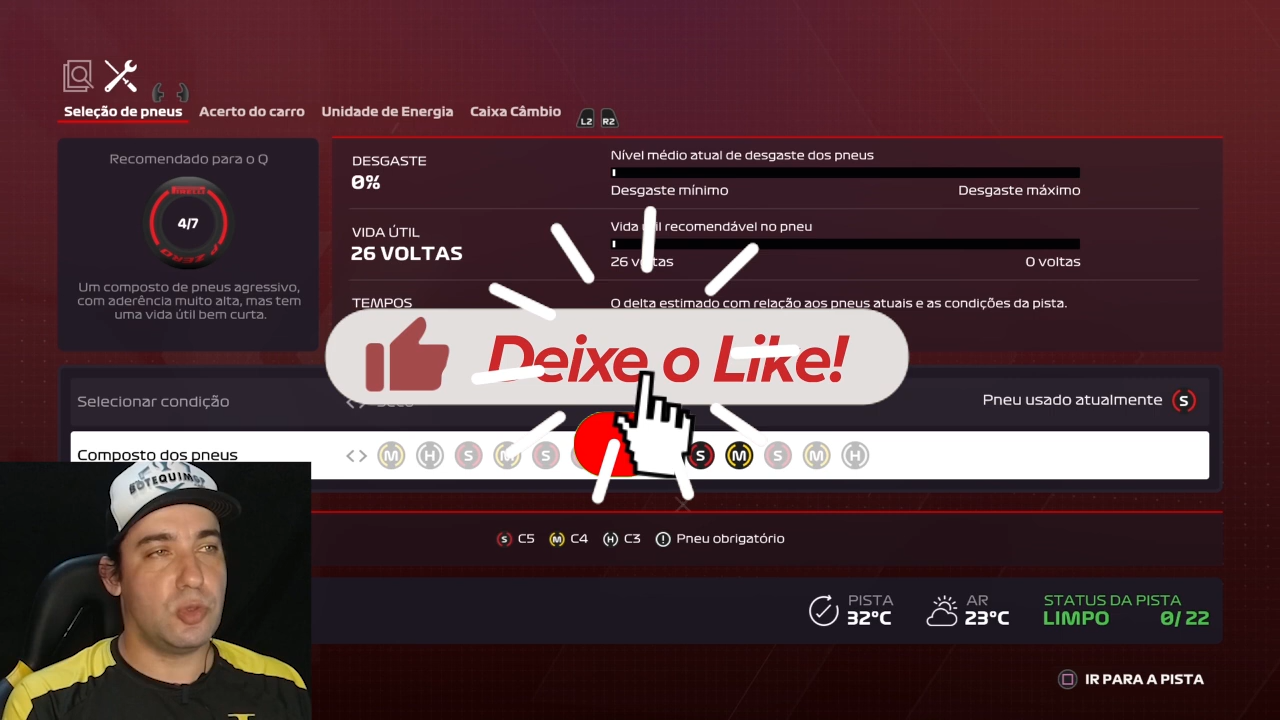 Seleção de pneus
Acerto do carro
Unidade de Energia
Caixa Câmbio
L2
R2
Recomendado para o Q
4/7
P ZERO
Um composto de pneus agressivo,
com aderência muito alta, mas tem
uma vida útil bem curta.
DESGASTE
0%
Nível médio atual de desgaste dos pneus
Desgaste mínimo
Desgaste máximo
VIDA ÚTIL
26 VOLTAS
recomendável no pneu
26
0 voltas
TEMPOS
O delta estimado com relação aos pneus atuais e as condições da pista.
Deixe o Like!
Selecionar condição
Pneu usado atualmente
S
Composto dos pneus
M
H
S
M
S
S
M
S
M
H
S C5
M C4
H C3
Pneu obrigatório
BOTEQUIM
PISTA
32°C
AR
23°C
STATUS DA PISTA
LIMPO
0/22
IR PARA A PISTA